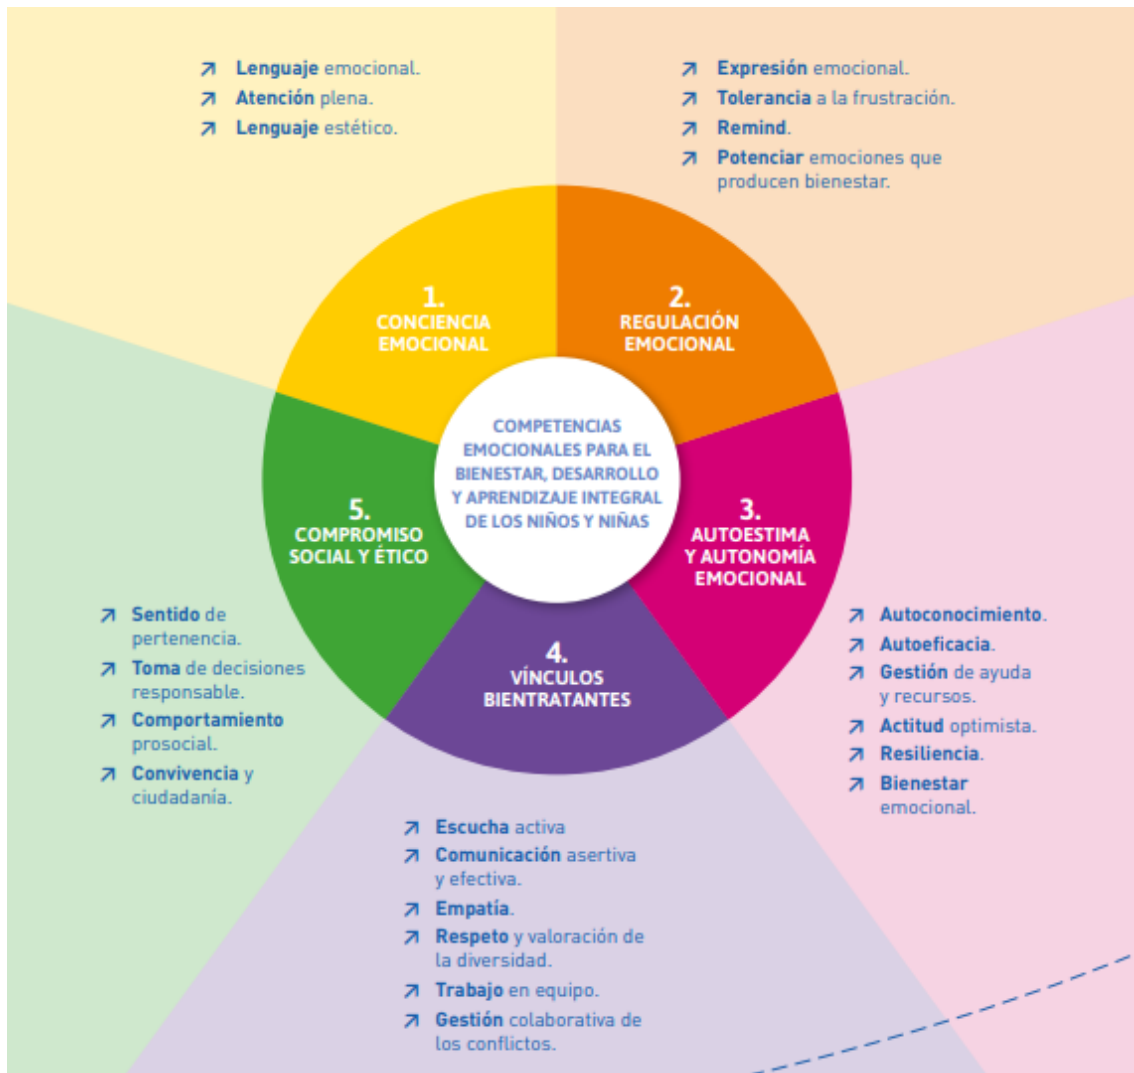 Lenguaje emocional.
Atención plena.
Lenguaje estético.
Expresión emocional.
Tolerancia a la frustración.
Remind.
Potenciar emociones que
producen bienestar.
1.
CONCIENCIA
EMOCIONAL
2.
REGULACIÓN
EMOCIONAL
COMPETENCIAS
EMOCIONALES PARA EL
BIENESTAR, DESARROLLO
Y APRENDIZAJE INTEGRAL
DE LOS NIÑOS Y NIÑAS
3.
AUTOESTIMA
Y AUTONOMÍA
EMOCIONAL
Autoconocimiento.
Autoeficacia.
Gestión de ayuda
y recursos.
Actitud optimista.
Resiliencia.
Bienestar
emocional.
4.
VÍNCULOS
BIENTRATANTES
Escucha activa
Comunicación asertiva
y efectiva.
Empatía.
Respeto y valoración de
la diversidad.
Trabajo en equipo.
Gestión colaborativa de
los conflictos.
5.
COMPROMISO
SOCIAL Y ÉTICO
Sentido de
pertenencia.
Toma de decisiones
responsable.
Comportamiento
prosocial.
Convivencia y
ciudadanía.